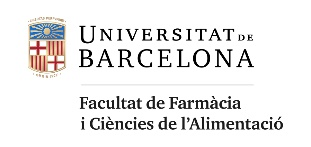 UNIVERSITAT DE
BARCELONA
Facultat de Farmàcia
i Ciències de l'Alimentació